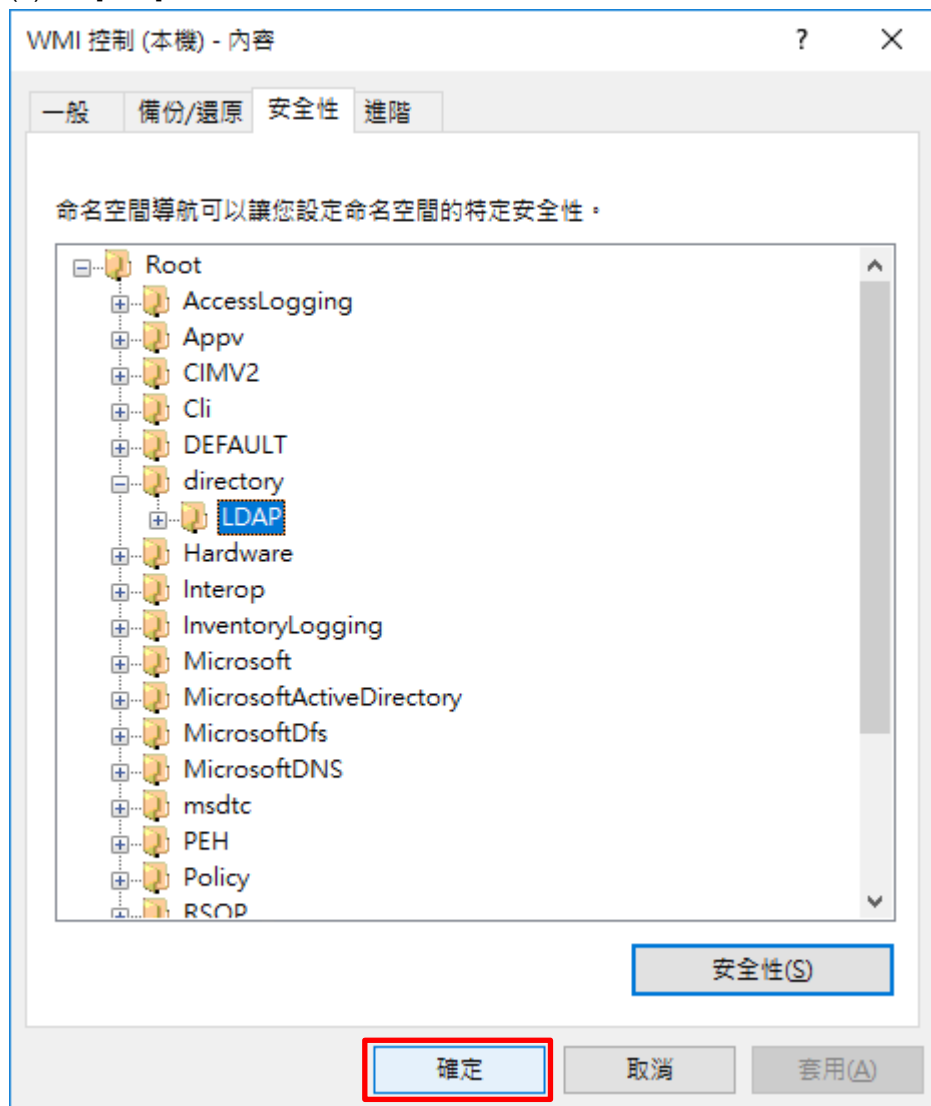 WMI 控制 (本機) - 內容 ?
一般 備份/還原 安全性 進階
命名空間導航可以讓您設定命名空間的特定安全性。
Root
AccessLogging
Appv
CIMV2
Cli
DEFAULT
directory
LDAP
Hardware
Interop
InventoryLogging
Microsoft
MicrosoftActiveDirectory
MicrosoftDfs
MicrosoftDNS
msdtc
PEH
Policy
RSOP
安全性(S)
確定 取消 套用(A)